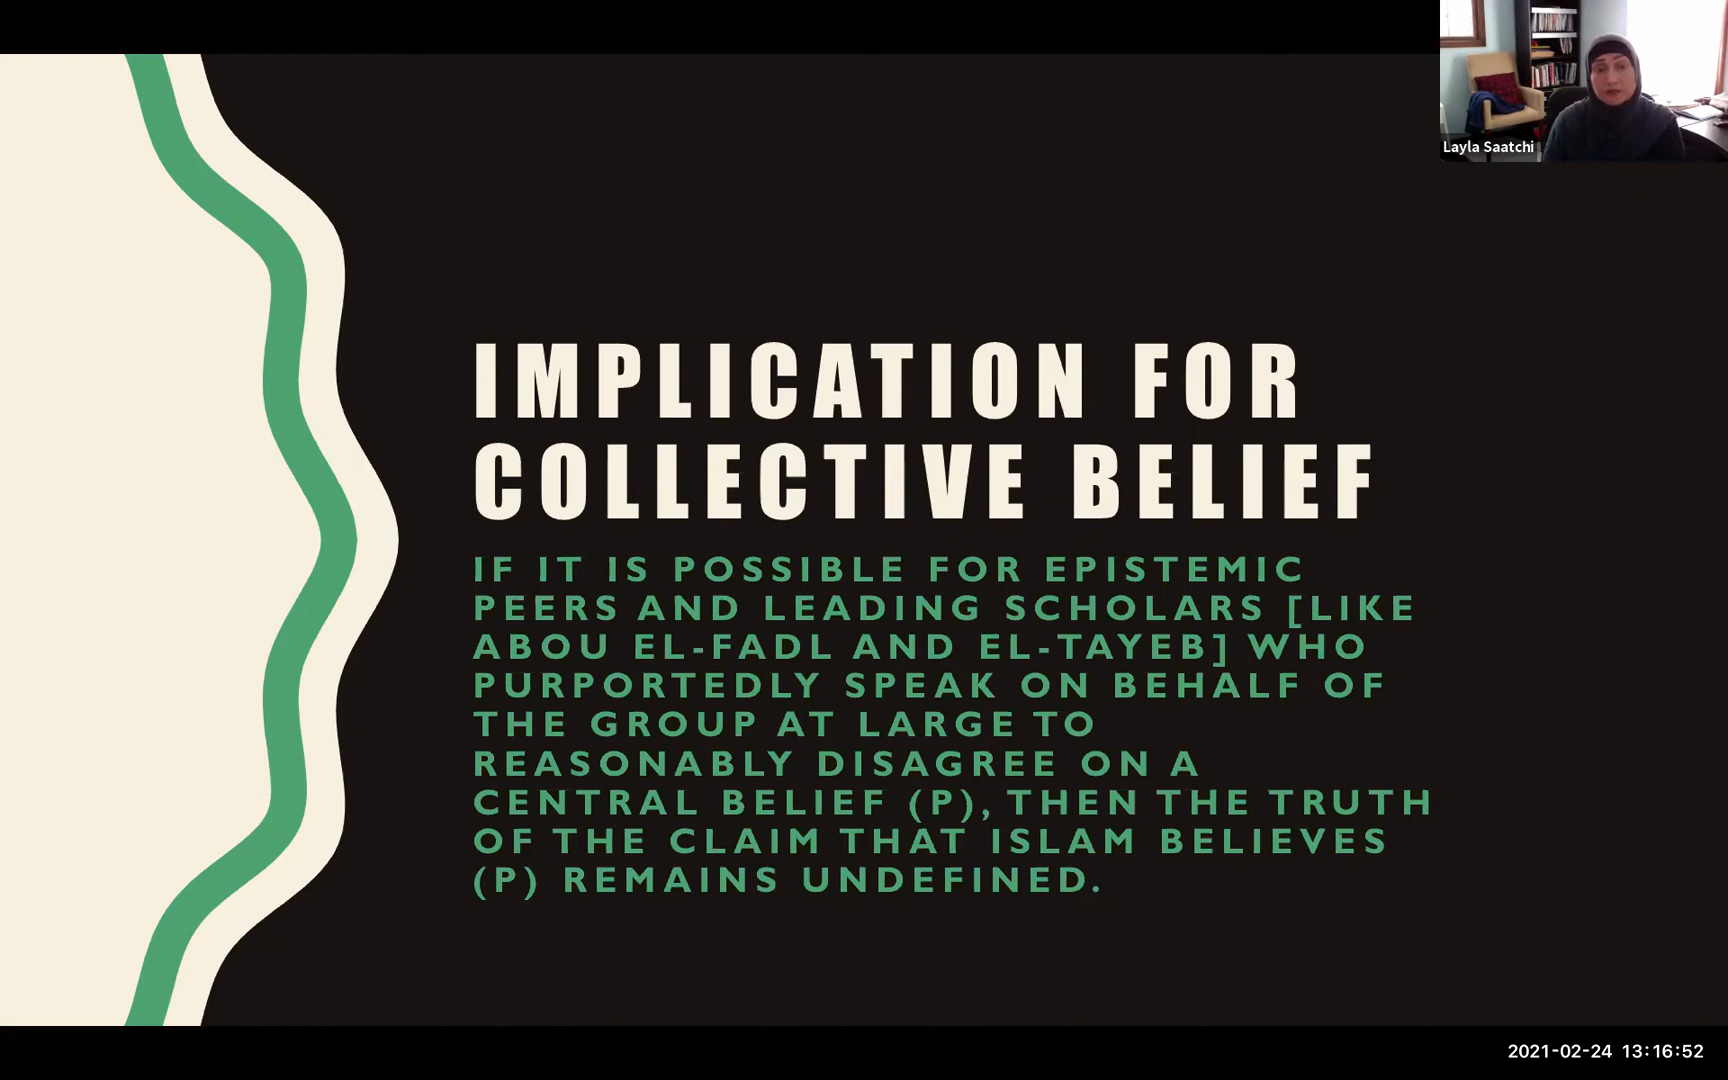 Layla Saatchi
IMPLICATION FOR
COLLECTIVE BELIEF
IF IT IS POSSIBLE FOR EPISTEMIC
PEERS AND LEADING SCHOLARS [LIKE
ABOU EL-FADL AND EL-TAYEB] WHO
PURPORTEDLY SPEAK ON BEHALF OF
THE GROUP AT LARGE TO
REASONABLY DISAGREE ON A
CENTRAL BELIEF (P), THEN THE TRUTH
OF THE CLAIM THAT ISLAM BELIEVES
(P) REMAINS UNDEFINED.
2021-02-24 13:16:52